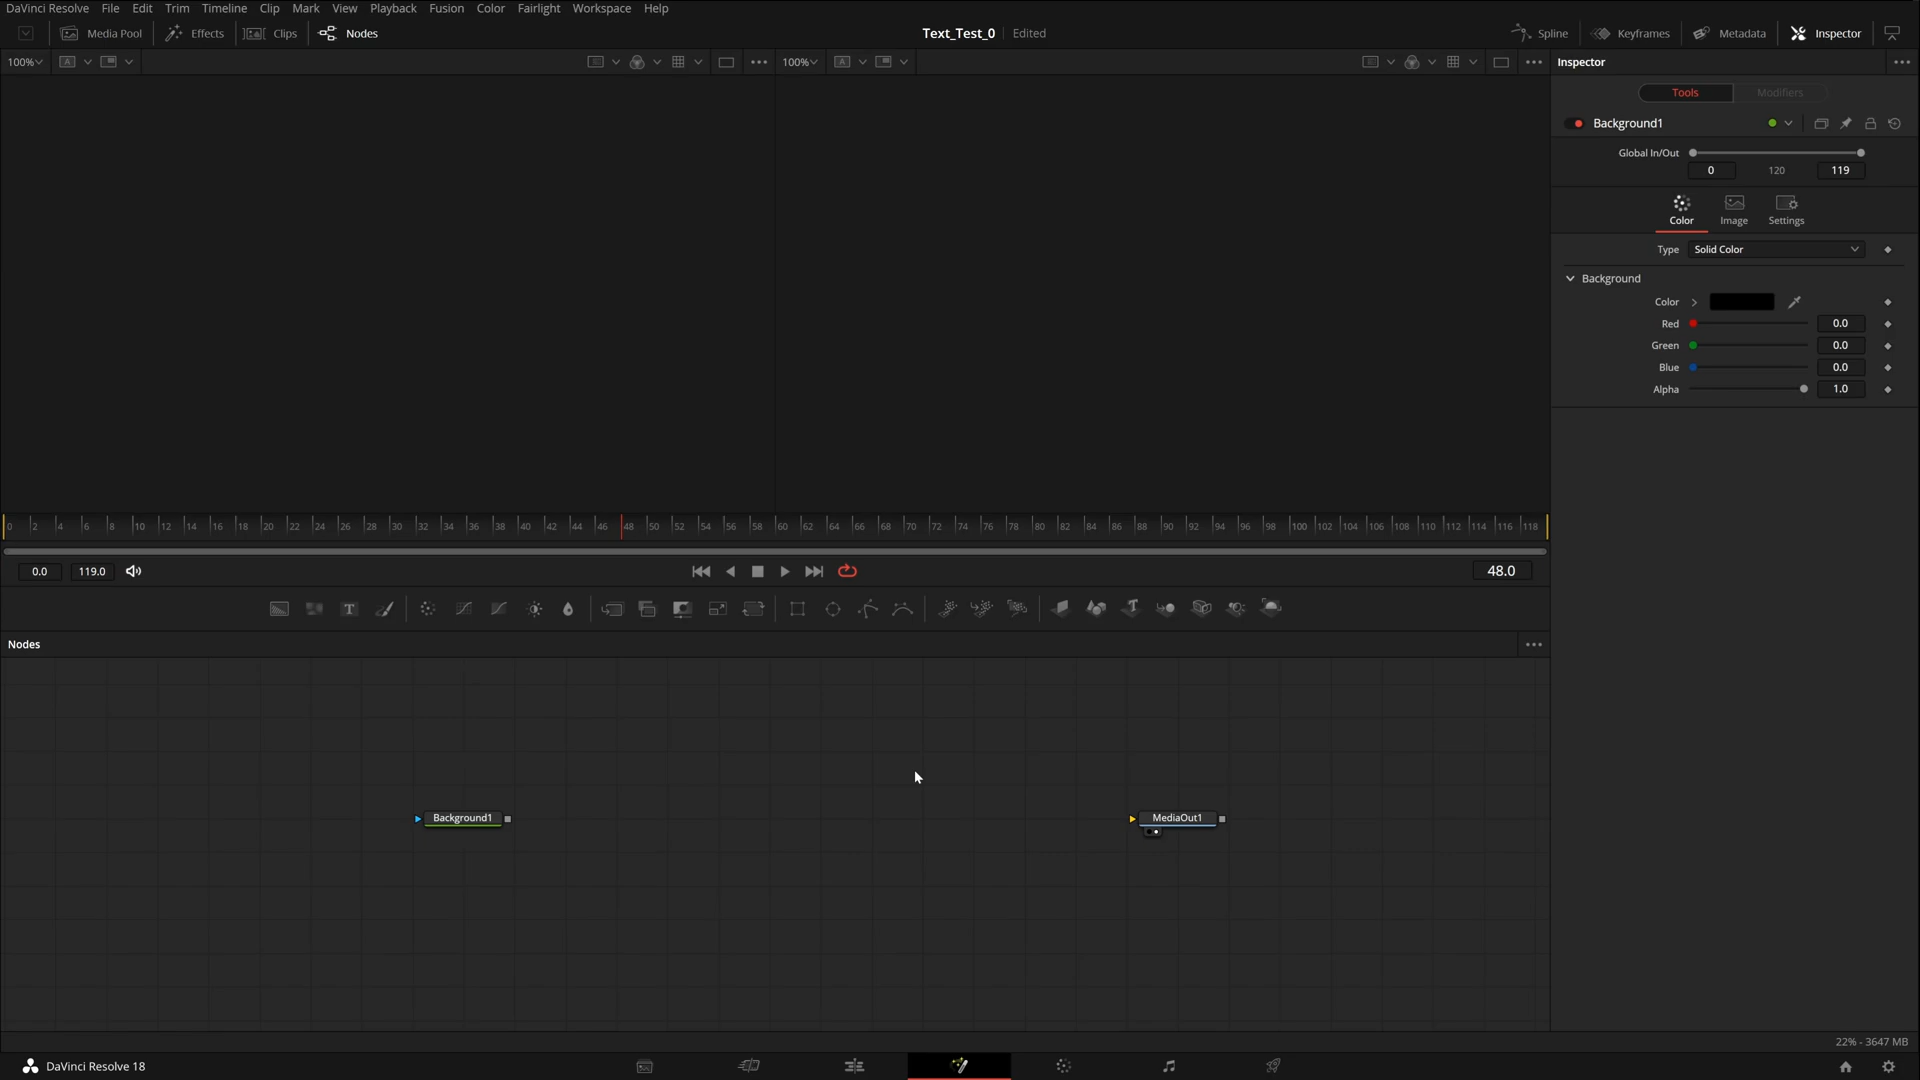 DaVinci Resolve File Edit Trim Timeline Clip Mark View Playback Fusion Color Fairlight Workspace Help
Media Pool Effects Clips Nodes Text_Test_0 Edited Spline Keyframes Metadata Inspector
100% A 100% A Inspector
Tools Modifiers
Background1
Global In/Out
0 120 119
Color Image Settings
Type Solid Color
Background
Color
Red 0.0
Green 0.0
Blue 0.0
Alpha 1.0
0 2 4 6 8 10 12 14 16 18 20 22 24 26 28 30 32 34 36 38 40 42 44 46 48 50 52 54 56 58 60 62 64 66 68 70 72 74 76 78 80 82 84 86 88 90 92 94 96 98 100 102 104 106 108 110 112 114 116 118
0.0 119.0 48.0
T T
Nodes
Background1 MediaOut1
22% - 3647 MB
DaVinci Resolve 18